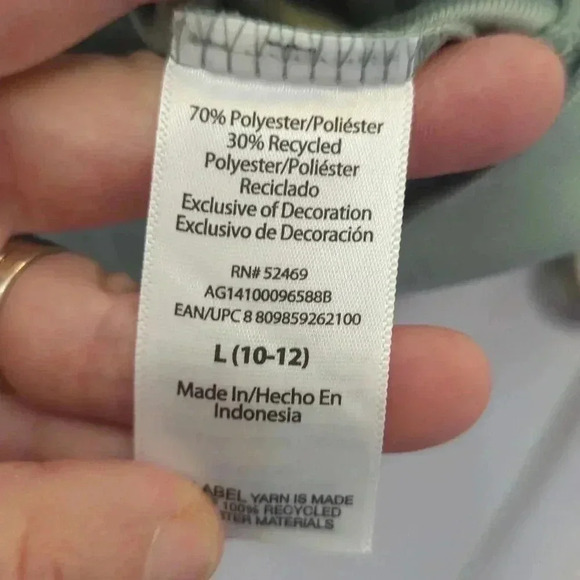 70% Polyester/Poliéster
30% Recycled
Polyester/Poliéster
Reciclado
Exclusive of Decoration
Exclusivo de Decoración
RN# 52469
AG14100096588B
EAN/UPC 8 809859262100
L (10-12)
Made In/Hecho En
Indonesia
LABEL YARN IS MADE
100% RECYCLED
MATERIALS